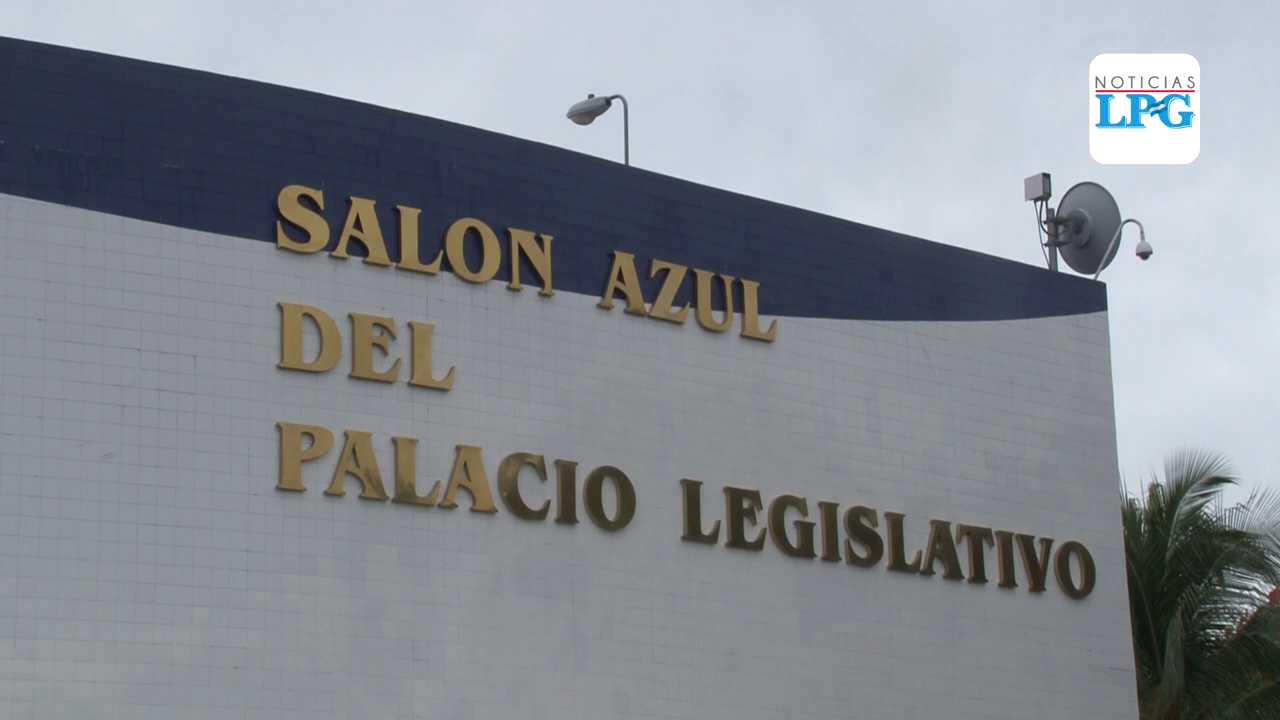 NOTICIAS
LPG
SALON AZUL
DEL
PALACIO LEGISLATIVO